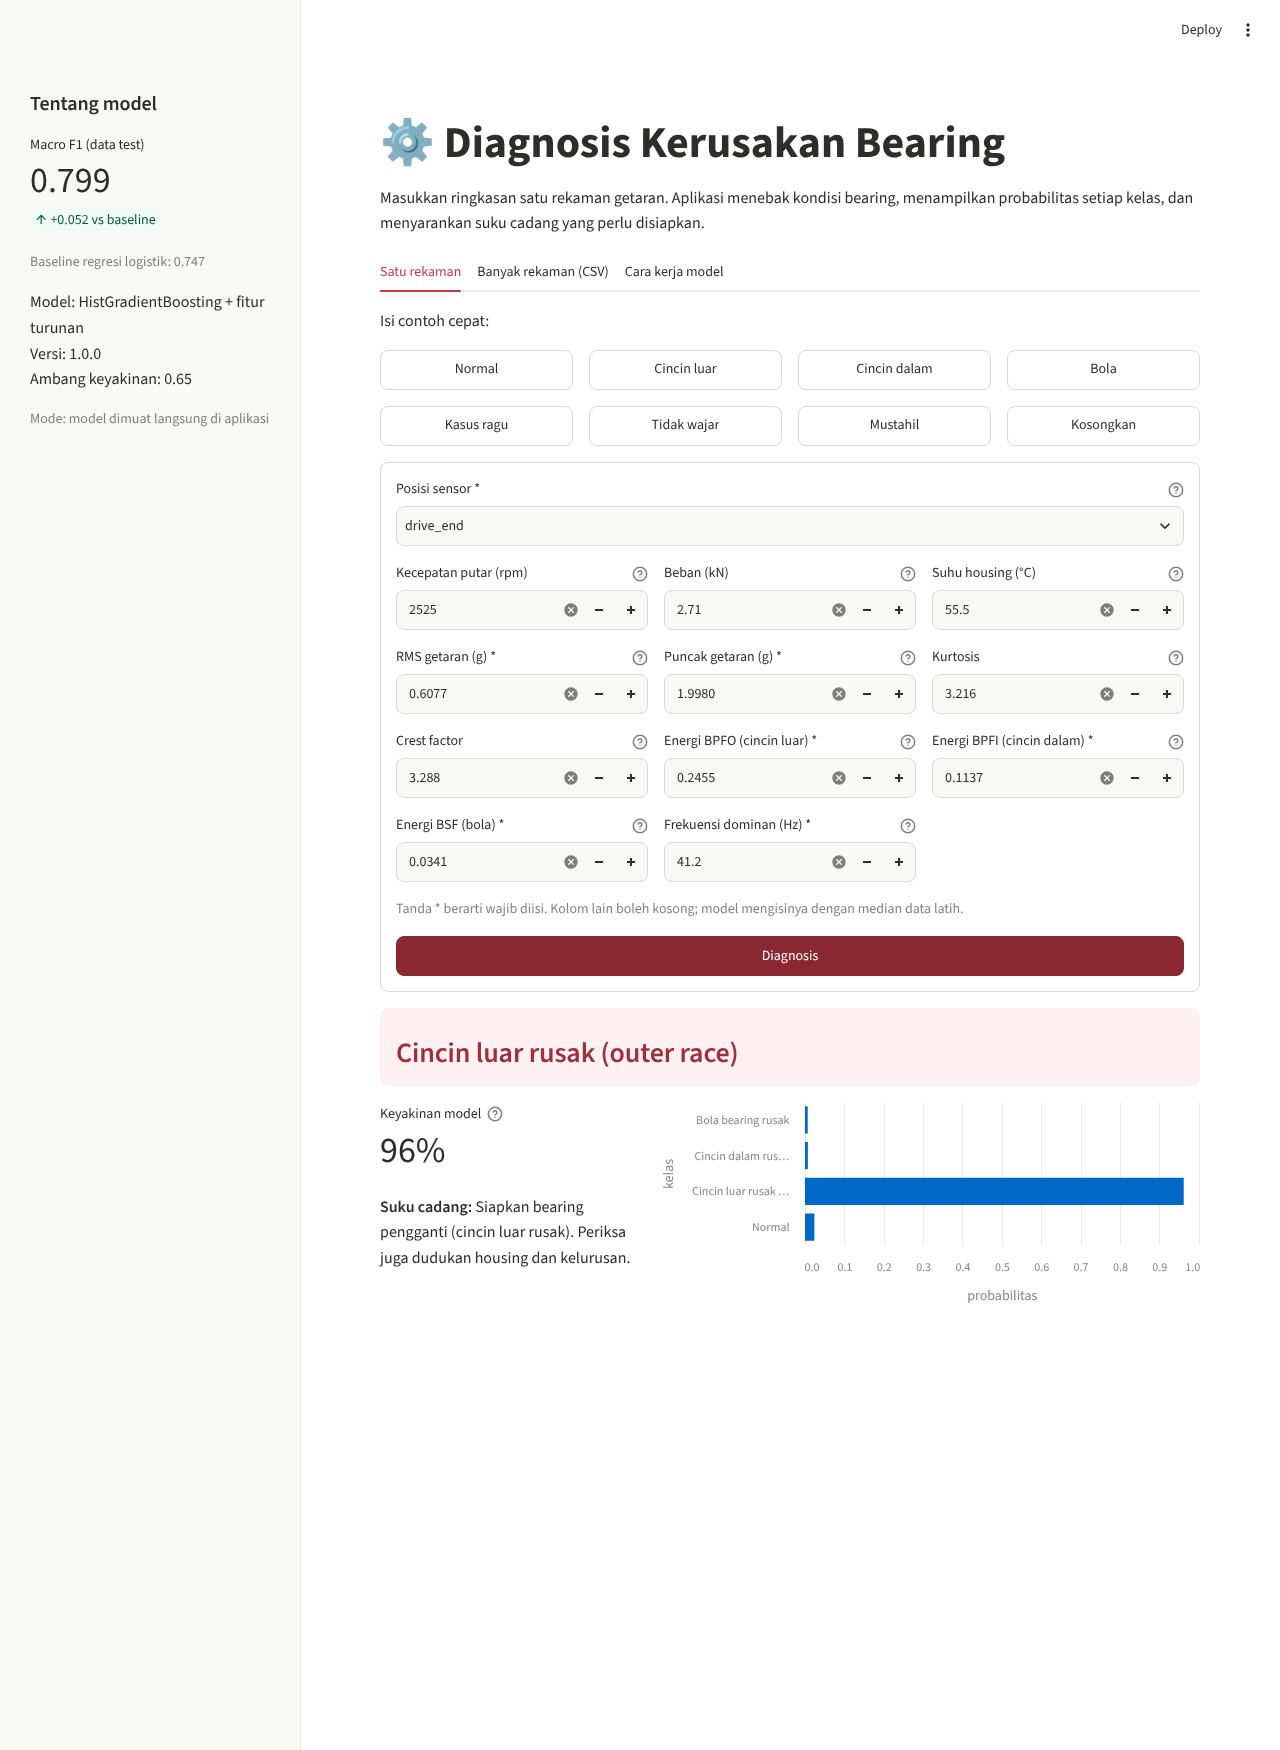 Deploy
Tentang model
Macro F1 (data test)
0.799
↑ +0.052 vs baseline
Baseline regresi logistik: 0.747
Model: HistGradientBoosting + fitur
turunan
Versi: 1.0.0
Ambang keyakinan: 0.65
Mode: model dimuat langsung di aplikasi
Diagnosis Kerusakan Bearing
Masukkan ringkasan satu rekaman getaran. Aplikasi menebak kondisi bearing, menampilkan probabilitas setiap kelas, dan
menyarankan suku cadang yang perlu disiapkan.
Satu rekaman Banyak rekaman (CSV) Cara kerja model
Isi contoh cepat:
Normal Cincin luar Cincin dalam Bola
Kasus ragu Tidak wajar Mustahil Kosongkan
Posisi sensor *
drive_end
Kecepatan putar (rpm) Beban (kN) Suhu housing (°C)
2525 2.71 55.5
RMS getaran (g) * Puncak getaran (g) * Kurtosis
0.6077 1.9980 3.216
Crest factor Energi BPFO (cincin luar) * Energi BPFI (cincin dalam) *
3.288 0.2455 0.1137
Energi BSF (bola) * Frekuensi dominan (Hz) *
0.0341 41.2
Tanda * berarti wajib diisi. Kolom lain boleh kosong; model mengisinya dengan median data latih.
Diagnosis
Cincin luar rusak (outer race)
Keyakinan model
96%
Suku cadang: Siapkan bearing
pengganti (cincin luar rusak). Periksa
juga dudukan housing dan kelurusan.
kelas
Bola bearing rusak
Cincin dalam rus…
Cincin luar rusak …
Normal
0.0 0.1 0.2 0.3 0.4 0.5 0.6 0.7 0.8 0.9 1.0
probabilitas